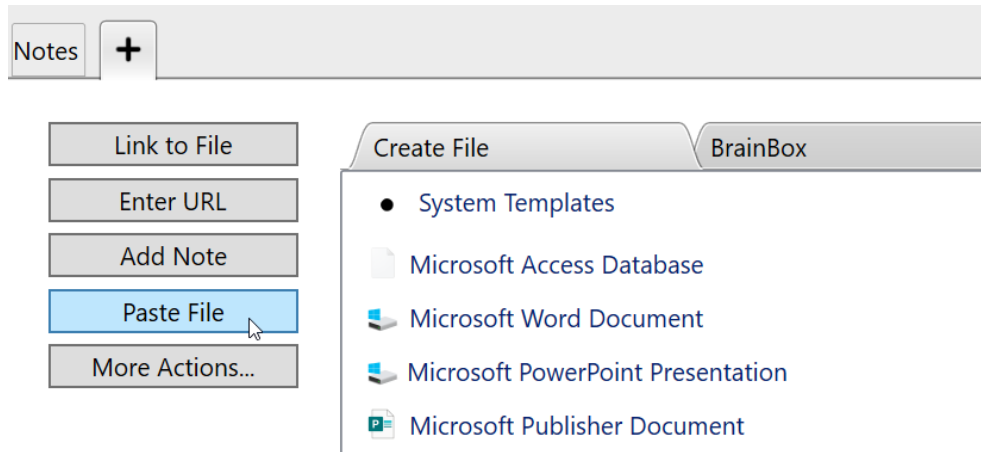 Notes +
Link to File
Enter URL
Add Note
Paste File
More Actions...
Create File
BrainBox
System Templates
Microsoft Access Database
Microsoft Word Document
Microsoft PowerPoint Presentation
Microsoft Publisher Document